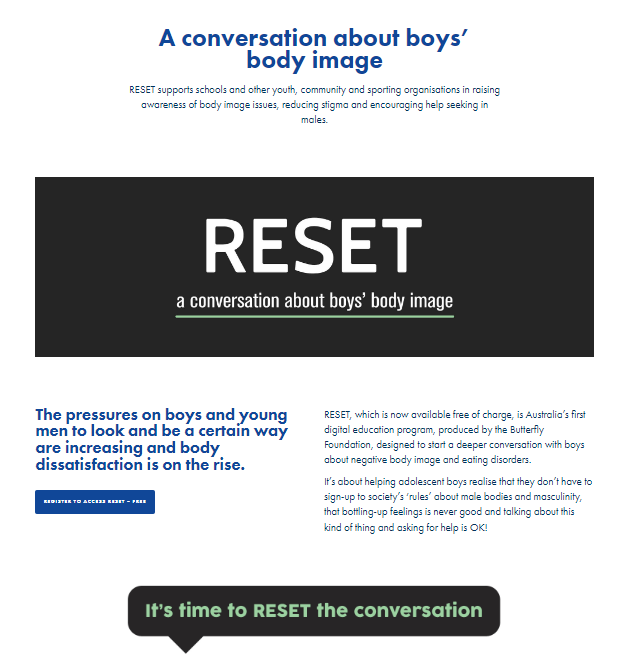 A conversation about boys’
body image
RESET supports schools and other youth, community and sporting organisations in raising
awareness of body image issues, reducing stigma and encouraging help seeking in
males.
RESET
a conversation about boys’ body image
The pressures on boys and young
men to look and be a certain way
are increasing and body
dissatisfaction is on the rise.
REGISTER TO ACCESS RESET – FREE
RESET, which is now available free of charge, is Australia’s first
digital education program, produced by the Butterfly
Foundation, designed to start a deeper conversation with boys
about negative body image and eating disorders.
It’s about helping adolescent boys realise that they don’t have to
sign-up to society’s ‘rules’ about male bodies and masculinity,
that bottling-up feelings is never good and talking about this
kind of thing and asking for help is OK!
It’s time to RESET the conversation